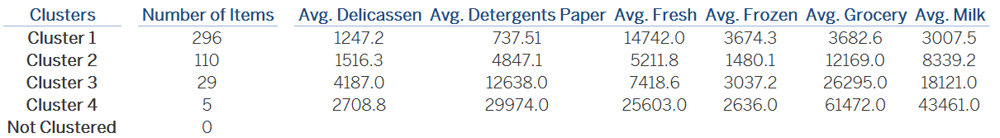 Clusters Number of Items Avg. Delicassen Avg. Detergents Paper Avg. Fresh Avg. Frozen Avg. Grocery Avg. Milk
Cluster 1 296 1247.2 737.51 14742.0 3674.3 3682.6 3007.5
Cluster 2 110 1516.3 4847.1 5211.8 1480.1 12169.0 8339.2
Cluster 3 29 4187.0 12638.0 7418.6 3037.2 26295.0 18121.0
Cluster 4 5 2708.8 29974.0 25603.0 2636.0 61472.0 43461.0
Not Clustered 0